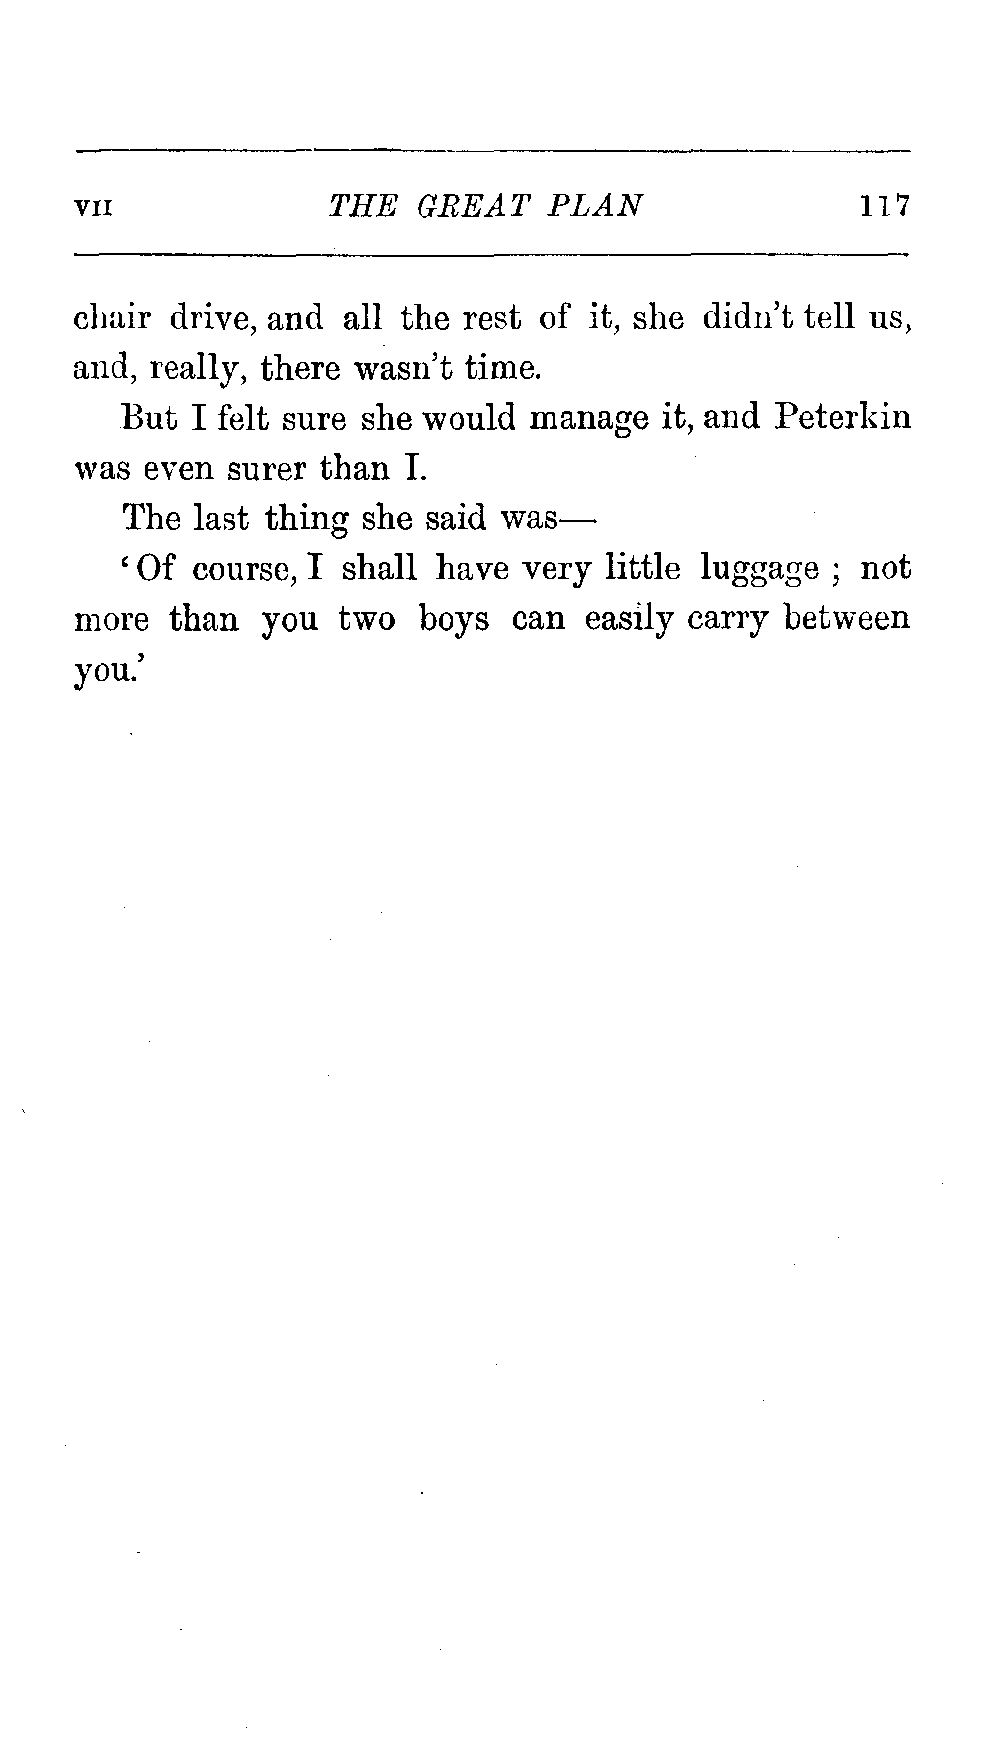 VII THE GREAT PLAN 117
chair drive, and all the rest of it, she didn't tell us,
and, really, there wasn't time.
But I felt sure she would manage it, and Peterkin
was even surer than I.
The last thing she said was—
‘Of course, I shall have very little luggage ; not
more than you two boys can easily carry between
you.’